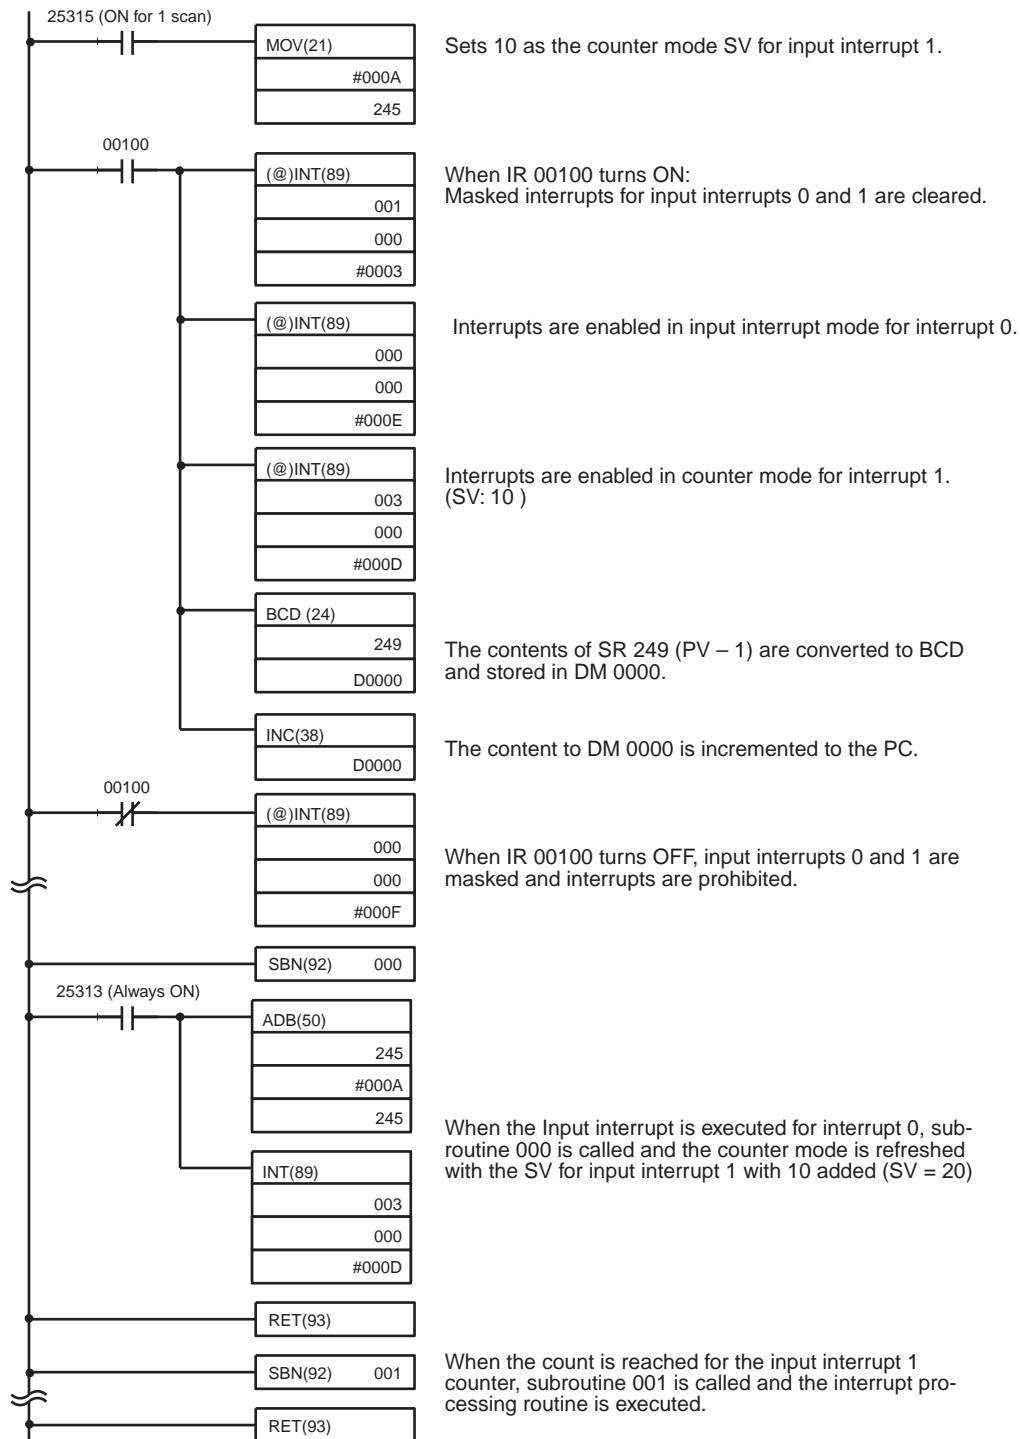 25315 (ON for 1 scan)
MOV(21)
#000A
245
Sets 10 as the counter mode SV for input interrupt 1.
00100
(@)INT(89)
001
000
#0003
When IR 00100 turns ON:
Masked interrupts for input interrupts 0 and 1 are cleared.
(@)INT(89)
000
000
#000E
Interrupts are enabled in input interrupt mode for interrupt 0.
(@)INT(89)
003
000
#000D
Interrupts are enabled in counter mode for interrupt 1.
(SV: 10 )
BCD (24)
249
D0000
The contents of SR 249 (PV – 1) are converted to BCD
and stored in DM 0000.
INC(38)
D0000
The content to DM 0000 is incremented to the PC.
00100
(@)INT(89)
000
000
#000F
When IR 00100 turns OFF, input interrupts 0 and 1 are
masked and interrupts are prohibited.
SBN(92) 000
25313 (Always ON)
ADB(50)
245
#000A
245
INT(89)
003
000
#000D
When the Input interrupt is executed for interrupt 0, sub-
routine 000 is called and the counter mode is refreshed
with the SV for input interrupt 1 with 10 added (SV = 20)
RET(93)
SBN(92) 001
When the count is reached for the input interrupt 1
counter, subroutine 001 is called and the interrupt pro-
cessing routine is executed.
RET(93)